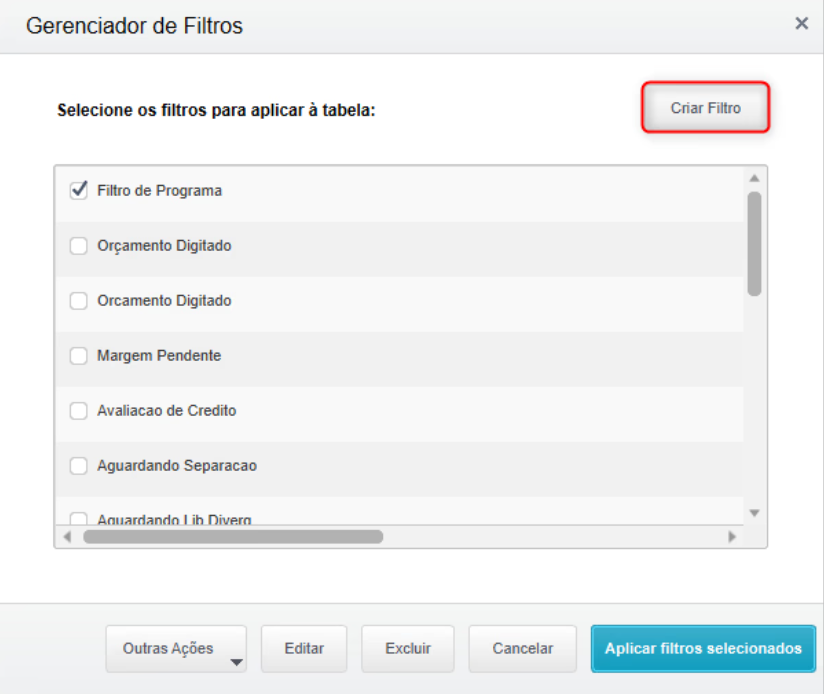 Gerenciador de Filtros
Selecione os filtros para aplicar à tabela:
Criar Filtro
Filtro de Programa
Orçamento Digitado
Orcamento Digitado
Margem Pendente
Avaliacao de Credito
Aguardando Separacao
Aguardando Lib Diverg
Outras Ações
Editar
Excluir
Cancelar
Aplicar filtros selecionados